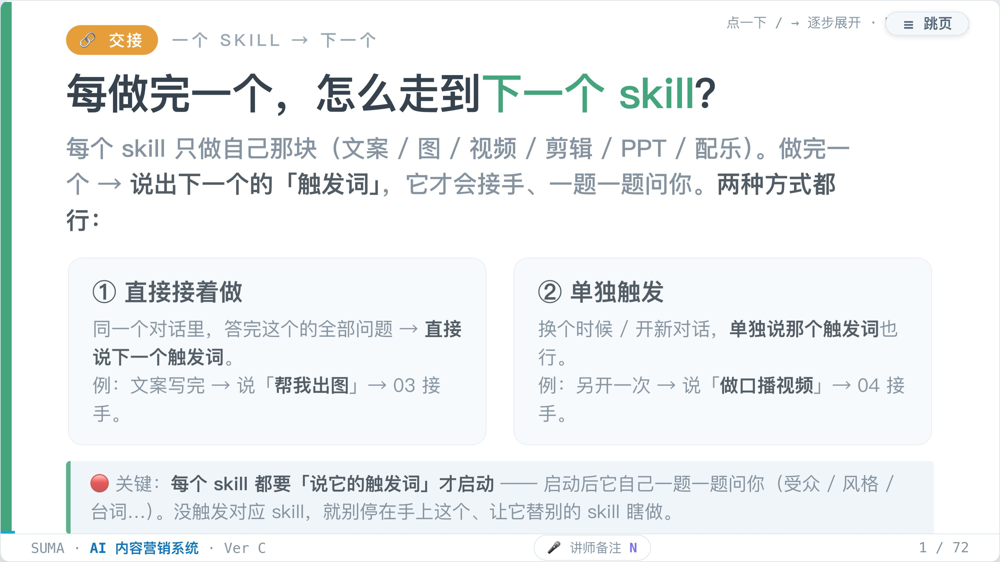 点一下 / → 逐步展开 ·
≡ 跳页
🔗 交接 一个 SKILL → 下一个
每做完一个，怎么走到下一个 skill？
每个 skill 只做自己那块（文案 / 图 / 视频 / 剪辑 / PPT / 配乐）。做完一
个 → 说出下一个的「触发词」，它才会接手、一题一题问你。两种方式都
行：
① 直接接着做
同一个对话里，答完这个的全部问题 → 直接
说下一个触发词。
例：文案写完 → 说「帮我出图」→ 03 接
手。
② 单独触发
换个时候 / 开新对话，单独说那个触发词也
行。
例：另开一次 → 说「做口播视频」→ 04 接
手。
🔴 关键：每个 skill 都要「说它的触发词」才启动 —— 启动后它自己一题一题问你（受众 / 风格 /
台词…）。没触发对应 skill，就别停在手上这个、让它替别的 skill 瞎做。
SUMA · AI 内容营销系统 · Ver C
🎤 讲师备注 N
1 / 72